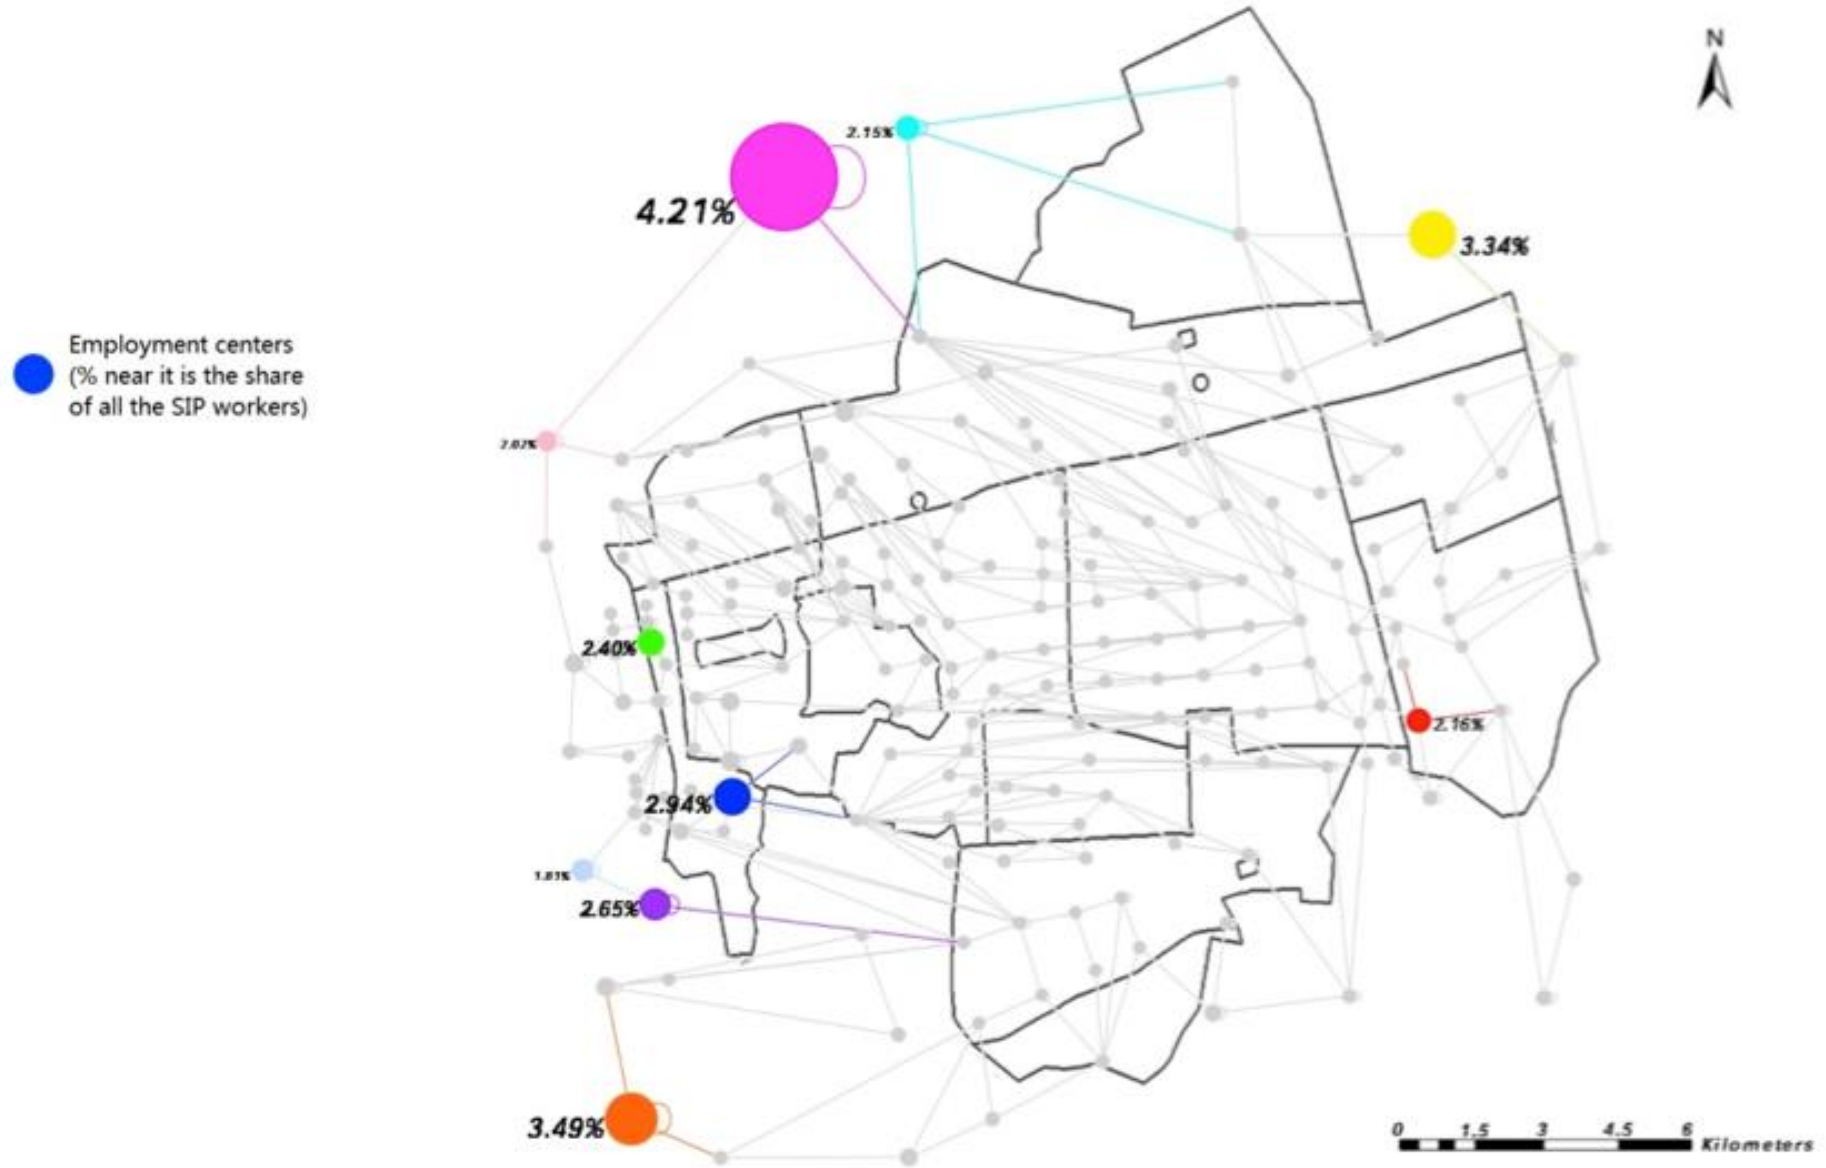 N
2.15%
4.21%
3.34%
Employment centers
(% near it is the share
of all the SIP workers)
2.40%
2.16%
2.94%
2.65%
3.49%
0 1.5 3 4.5 6
Kilometers